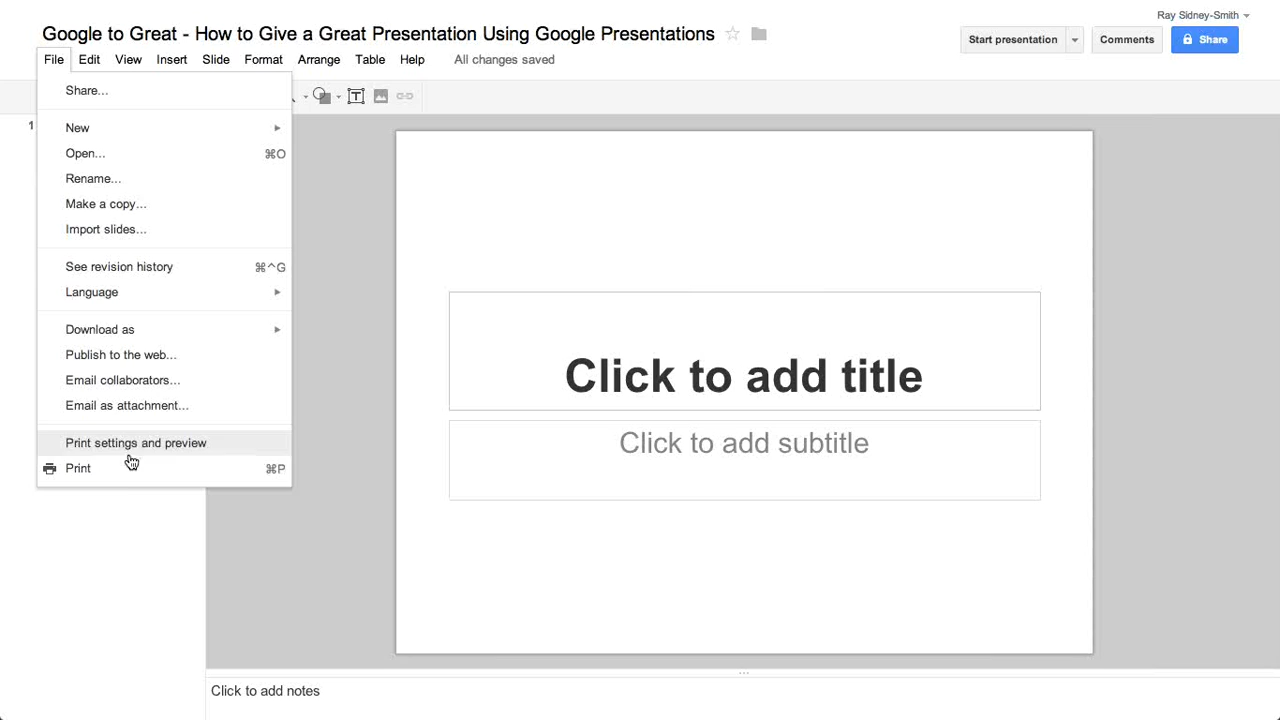 Ray Sidney-Smith
Google to Great - How to Give a Great Presentation Using Google Presentations
Start presentation
Comments
Share
File Edit View Insert Slide Format Arrange Table Help All changes saved
Share...
1
New
Open... ⌘O
Rename...
Make a copy...
Import slides...
See revision history ⌘^G
Language
Download as
Publish to the web...
Email collaborators...
Email as attachment...
Print settings and preview
Print ⌘P
Click to add title
Click to add subtitle
Click to add notes